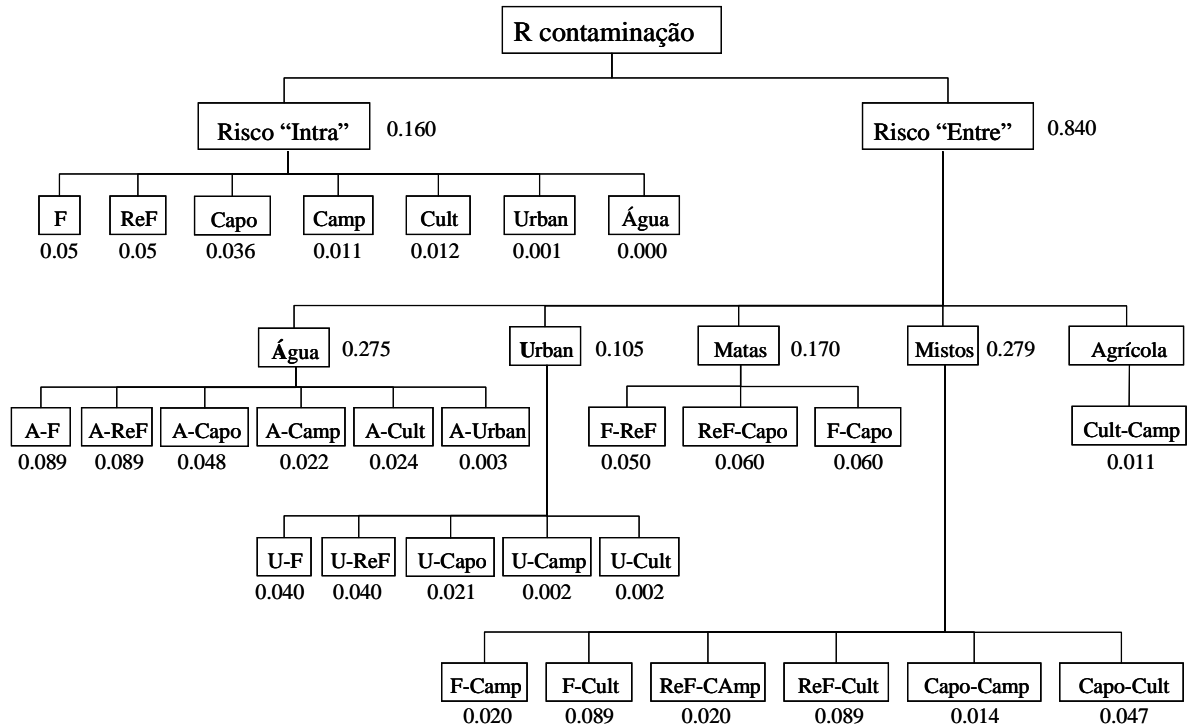 R contaminação
Risco “Intra” 0.160
Risco “Entre” 0.840
F ReF Capo Camp Cult Urban Água
0.05 0.05 0.036 0.011 0.012 0.001 0.000
Água 0.275 Urban 0.105 Matas 0.170 Mistos 0.279 Agrícola
A-F A-ReF A-Capo A-Camp A-Cult A-Urban F-ReF ReF-Capo F-Capo Cult-Camp
0.089 0.089 0.048 0.022 0.024 0.003 0.050 0.060 0.060 0.011
U-F U-ReF U-Capo U-Camp U-Cult
0.040 0.040 0.021 0.002 0.002
F-Camp F-Cult ReF-CAmp ReF-Cult Capo-Camp Capo-Cult
0.020 0.089 0.020 0.089 0.014 0.047